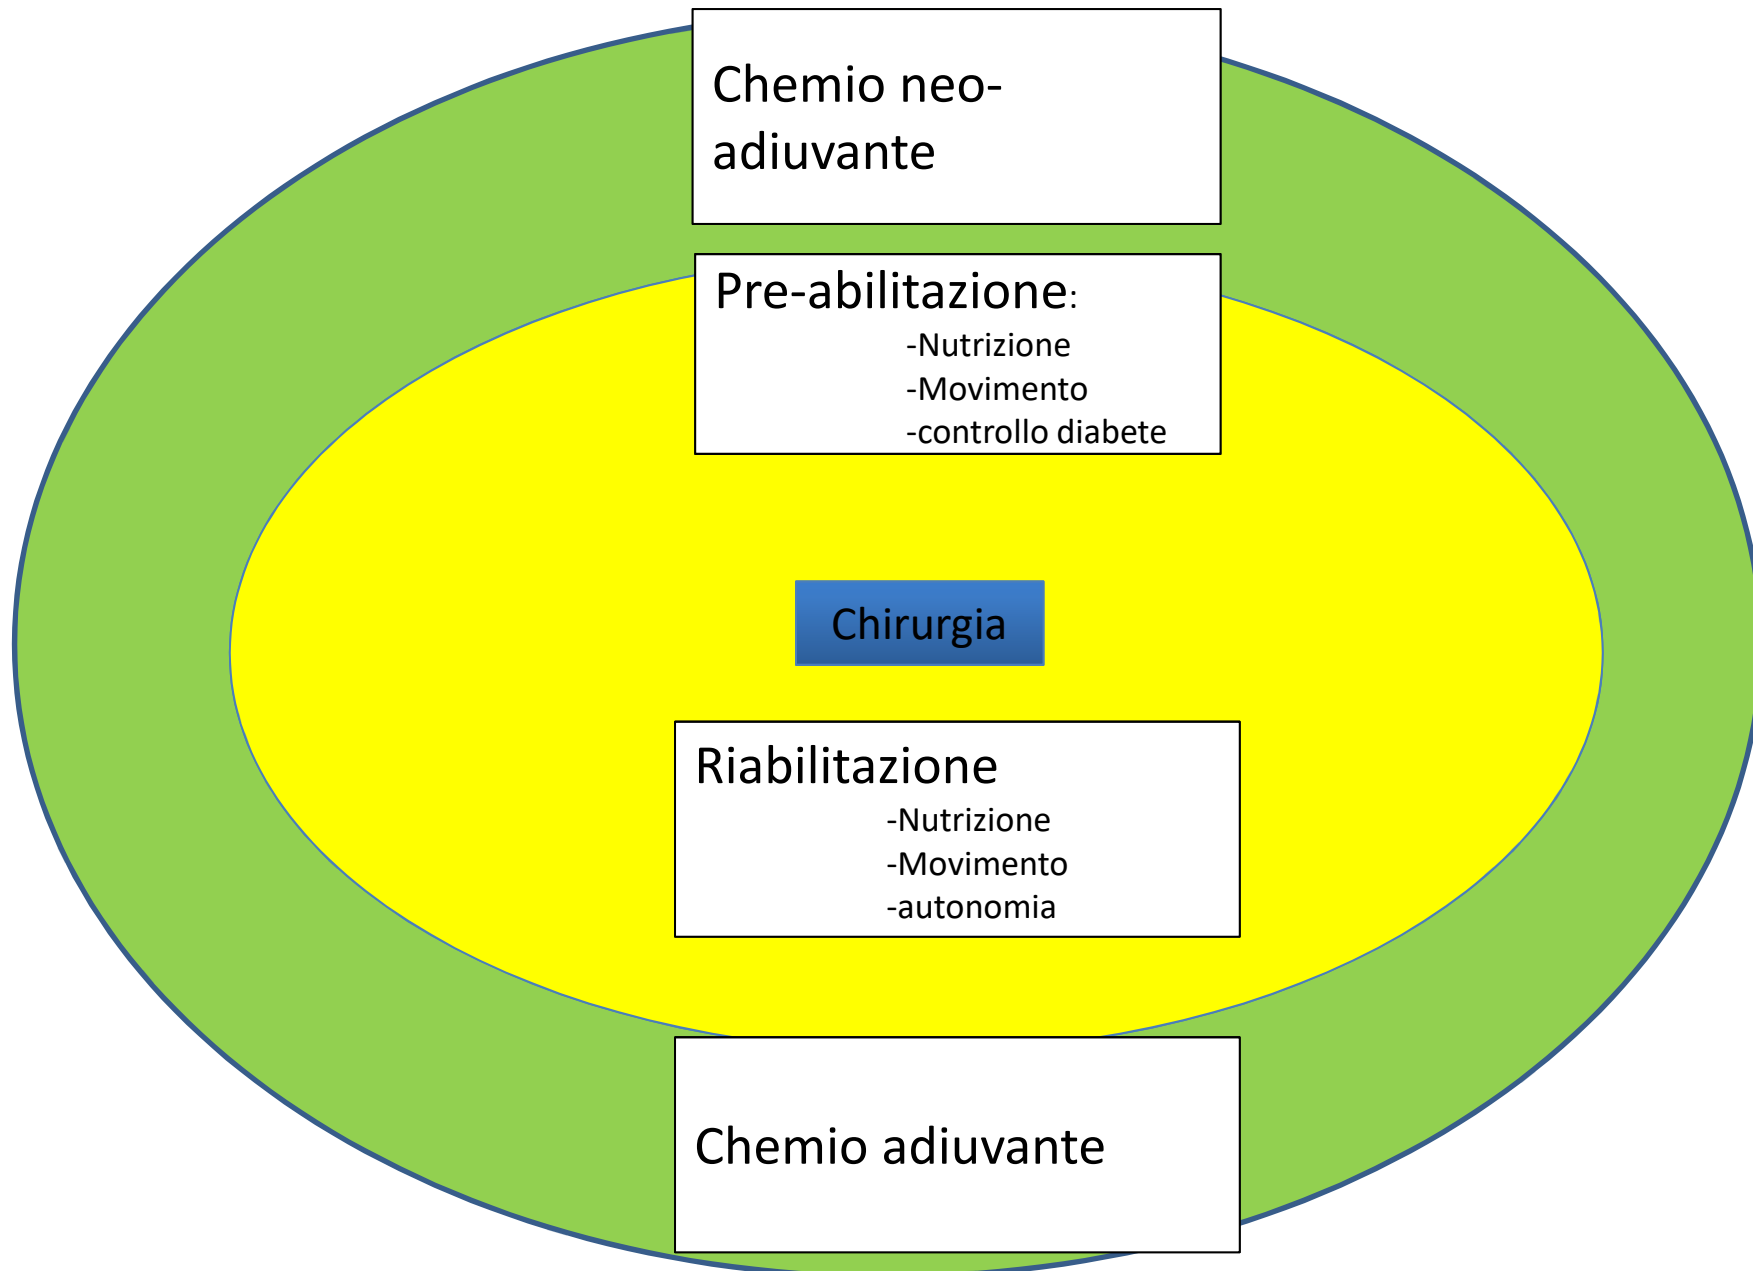 Chemio neo-
adiuvante
Pre-abilitazione:
-Nutrizione
-Movimento
-controllo diabete
Chirurgia
Riabilitazione
-Nutrizione
-Movimento
-autonomia
Chemio adiuvante